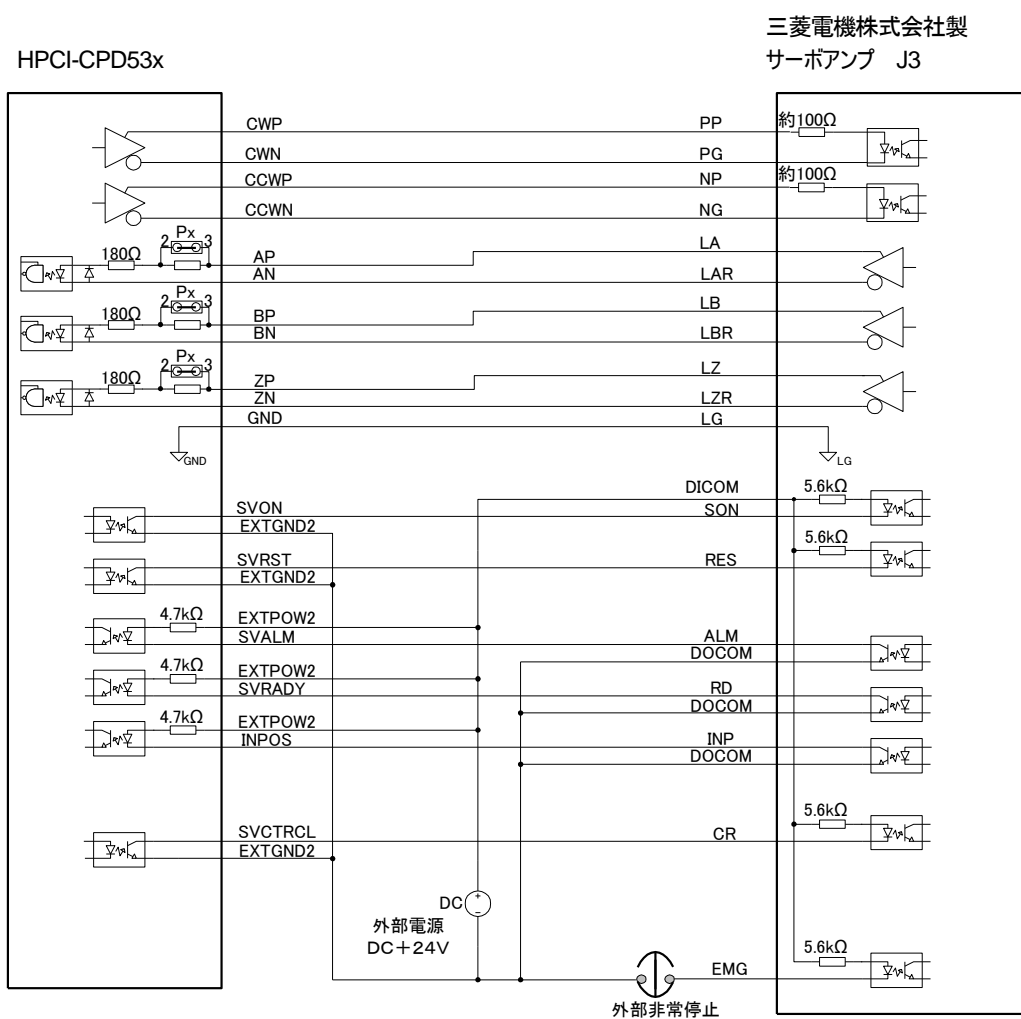 三菱電機株式会社製
HPCI-CPD53x
サーボアンプ J3
CWP
PP
約100Ω
CWN
PG
CCWP
NP
約100Ω
CCWN
NG
180Ω
2 Px 3
AP
LA
AN
LAR
180Ω
2 Px 3
BP
LB
BN
LBR
180Ω
2 Px 3
ZP
LZ
ZN
LZR
GND
LG
GND
LG
DICOM
5.6kΩ
SVON
SON
EXTGND2
5.6kΩ
SVRST
RES
EXTGND2
4.7kΩ
EXTPOW2
SVALM
ALM
DOCOM
4.7kΩ
EXTPOW2
SVRADY
RD
DOCOM
4.7kΩ
EXTPOW2
INPOS
INP
DOCOM
5.6kΩ
SVCTRCL
CR
EXTGND2
DC
+
-
外部電源
DC+24V
5.6kΩ
EMG
外部非常停止